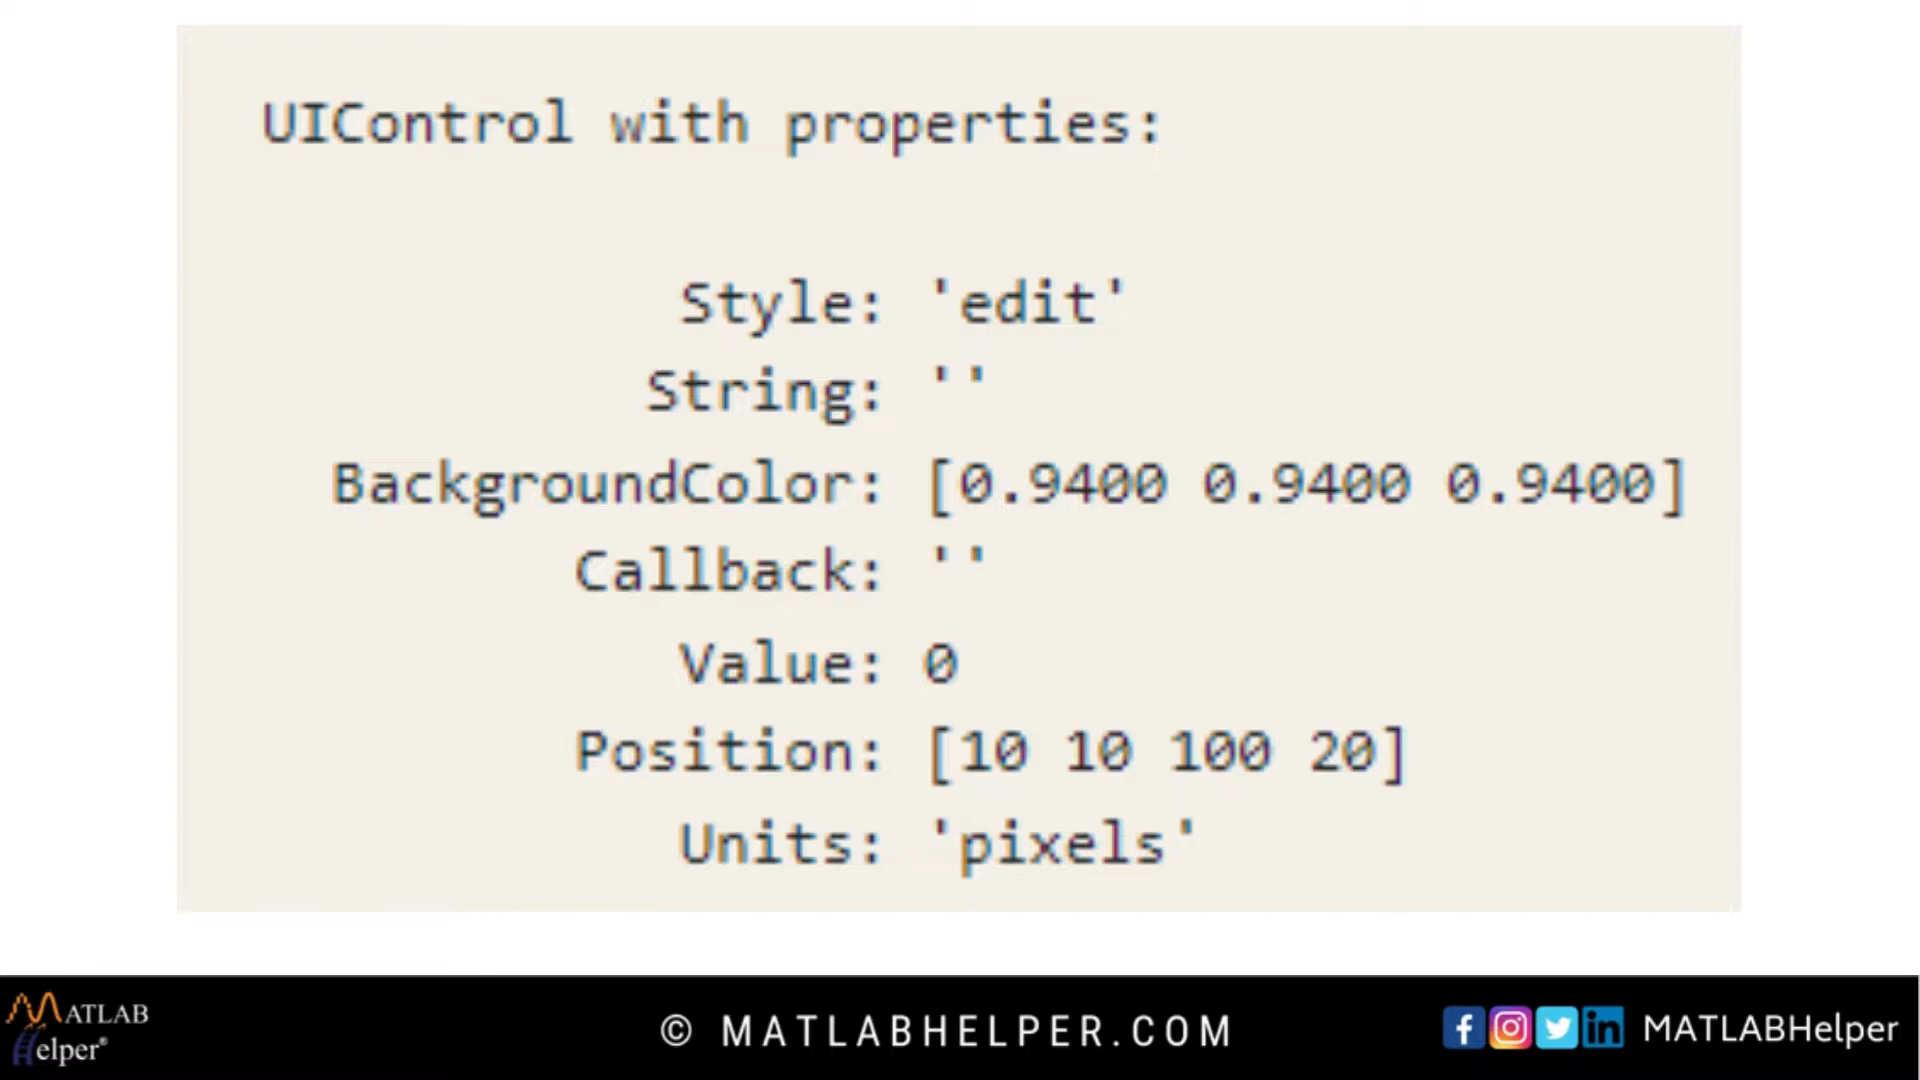 UIControl with properties:
Style: 'edit'
String: ''
BackgroundColor: [0.9400 0.9400 0.9400]
Callback: ''
Value: 0
Position: [10 10 100 20]
Units: 'pixels'
MATLAB
Helper®
© MATLABHELPER.COM
MATLABHelper